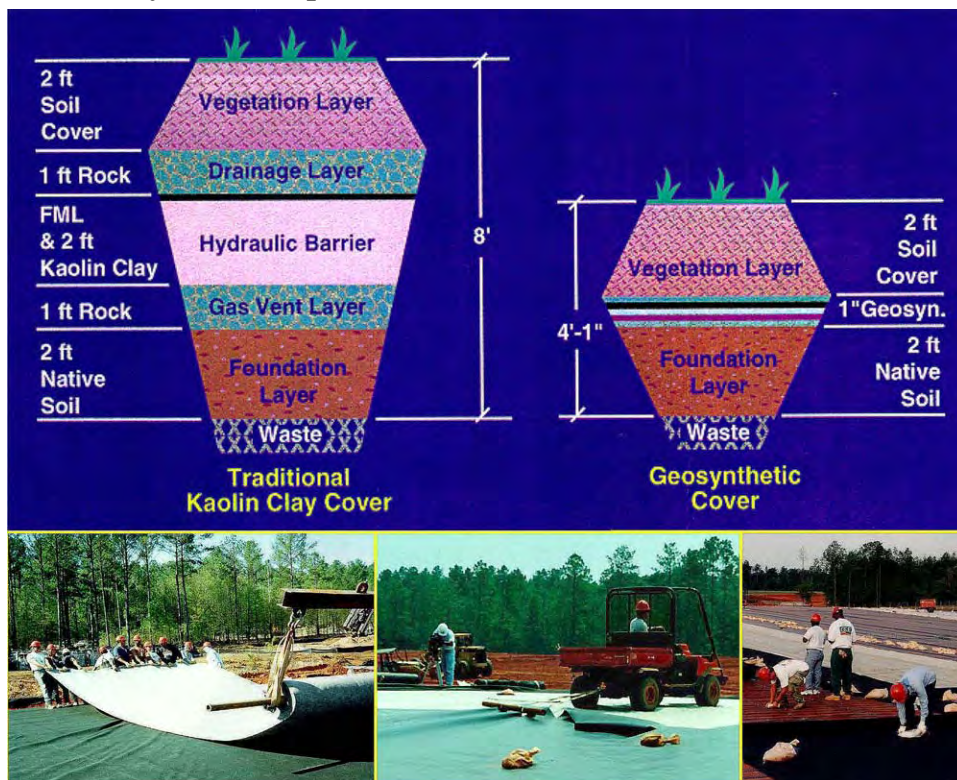 2 ft
Soil
Cover
1 ft Rock
FML
& 2 ft
Kaolin Clay
1 ft Rock
2 ft
Native
Soil
Vegetation Layer
Drainage Layer
Hydraulic Barrier
Gas Vent Layer
Foundation
Layer
Waste
8'
Traditional
Kaolin Clay Cover
4'-1"
Vegetation Layer
Foundation
Layer
Waste
2 ft
Soil
Cover
1"Geosyn.
2 ft
Native
Soil
Geosynthetic
Cover